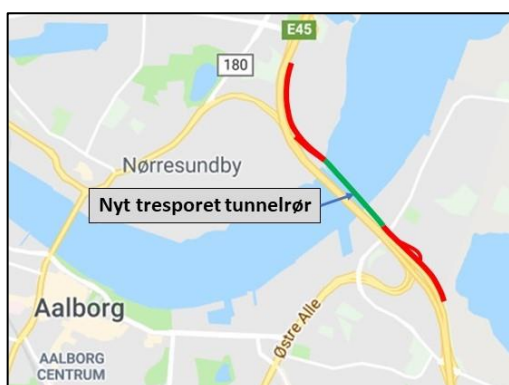 E45
180
Nørresundby
Nyt tresporet tunnelrør
Aalborg
Østre Alle
AALBORG
CENTRUM